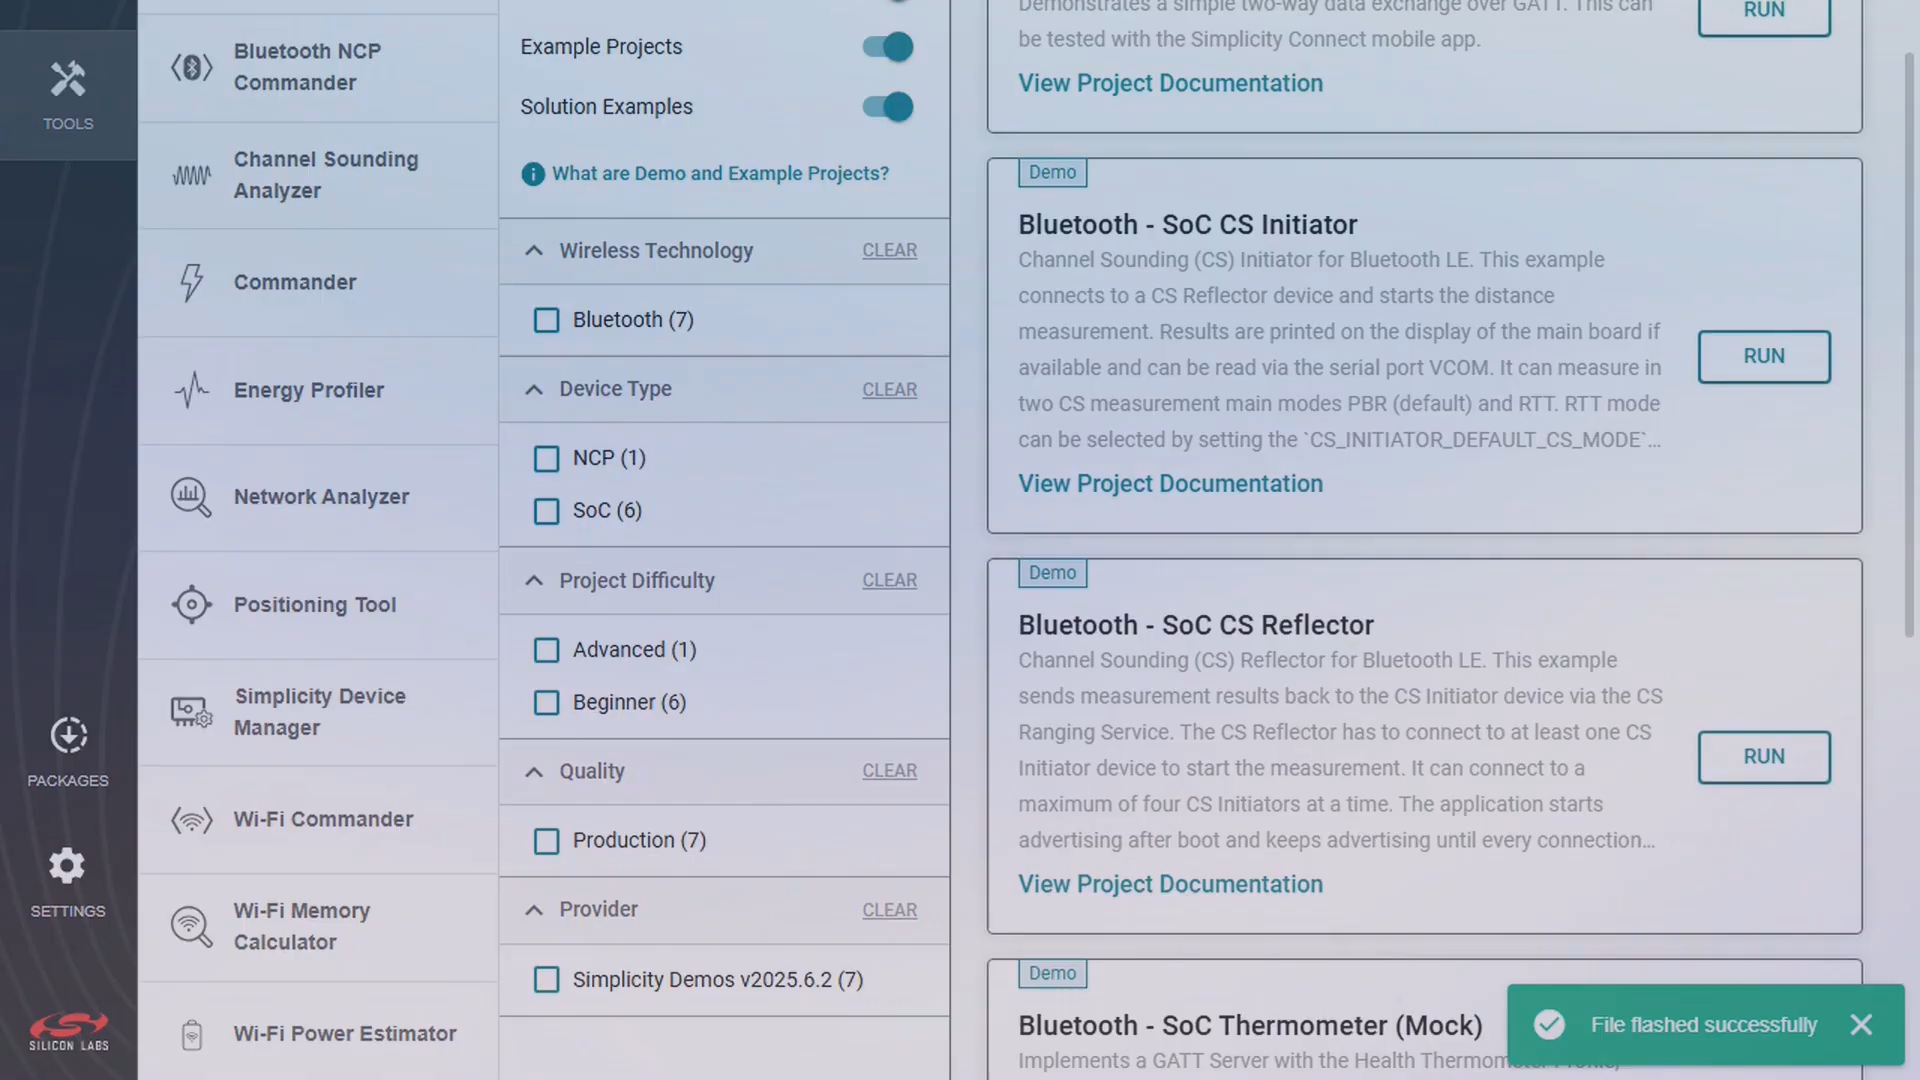 TOOLS
PACKAGES
SETTINGS
SILICON LABS
Bluetooth NCP
Commander
Channel Sounding
Analyzer
Commander
Energy Profiler
Network Analyzer
Positioning Tool
Simplicity Device
Manager
Wi-Fi Commander
Wi-Fi Memory
Calculator
Wi-Fi Power Estimator
Example Projects
Solution Examples
What are Demo and Example Projects?
Wireless Technology CLEAR
Bluetooth (7)
Device Type CLEAR
NCP (1)
SoC (6)
Project Difficulty CLEAR
Advanced (1)
Beginner (6)
Quality CLEAR
Production (7)
Provider CLEAR
Simplicity Demos v2025.6.2 (7)
Demonstrates a simple two-way data exchange over GATT. This can
be tested with the Simplicity Connect mobile app.
View Project Documentation
RUN
Demo
Bluetooth - SoC CS Initiator
Channel Sounding (CS) Initiator for Bluetooth LE. This example
connects to a CS Reflector device and starts the distance
measurement. Results are printed on the display of the main board if
available and can be read via the serial port VCOM. It can measure in
two CS measurement main modes PBR (default) and RTT. RTT mode
can be selected by setting the `CS_INITIATOR_DEFAULT_CS_MODE`...
View Project Documentation
RUN
Demo
Bluetooth - SoC CS Reflector
Channel Sounding (CS) Reflector for Bluetooth LE. This example
sends measurement results back to the CS Initiator device via the CS
Ranging Service. The CS Reflector has to connect to at least one CS
Initiator device to start the measurement. It can connect to a
maximum of four CS Initiators at a time. The application starts
advertising after boot and keeps advertising until every connection...
View Project Documentation
RUN
Demo
Bluetooth - SoC Thermometer (Mock)
Implements a GATT Server with the Health
File flashed successfully